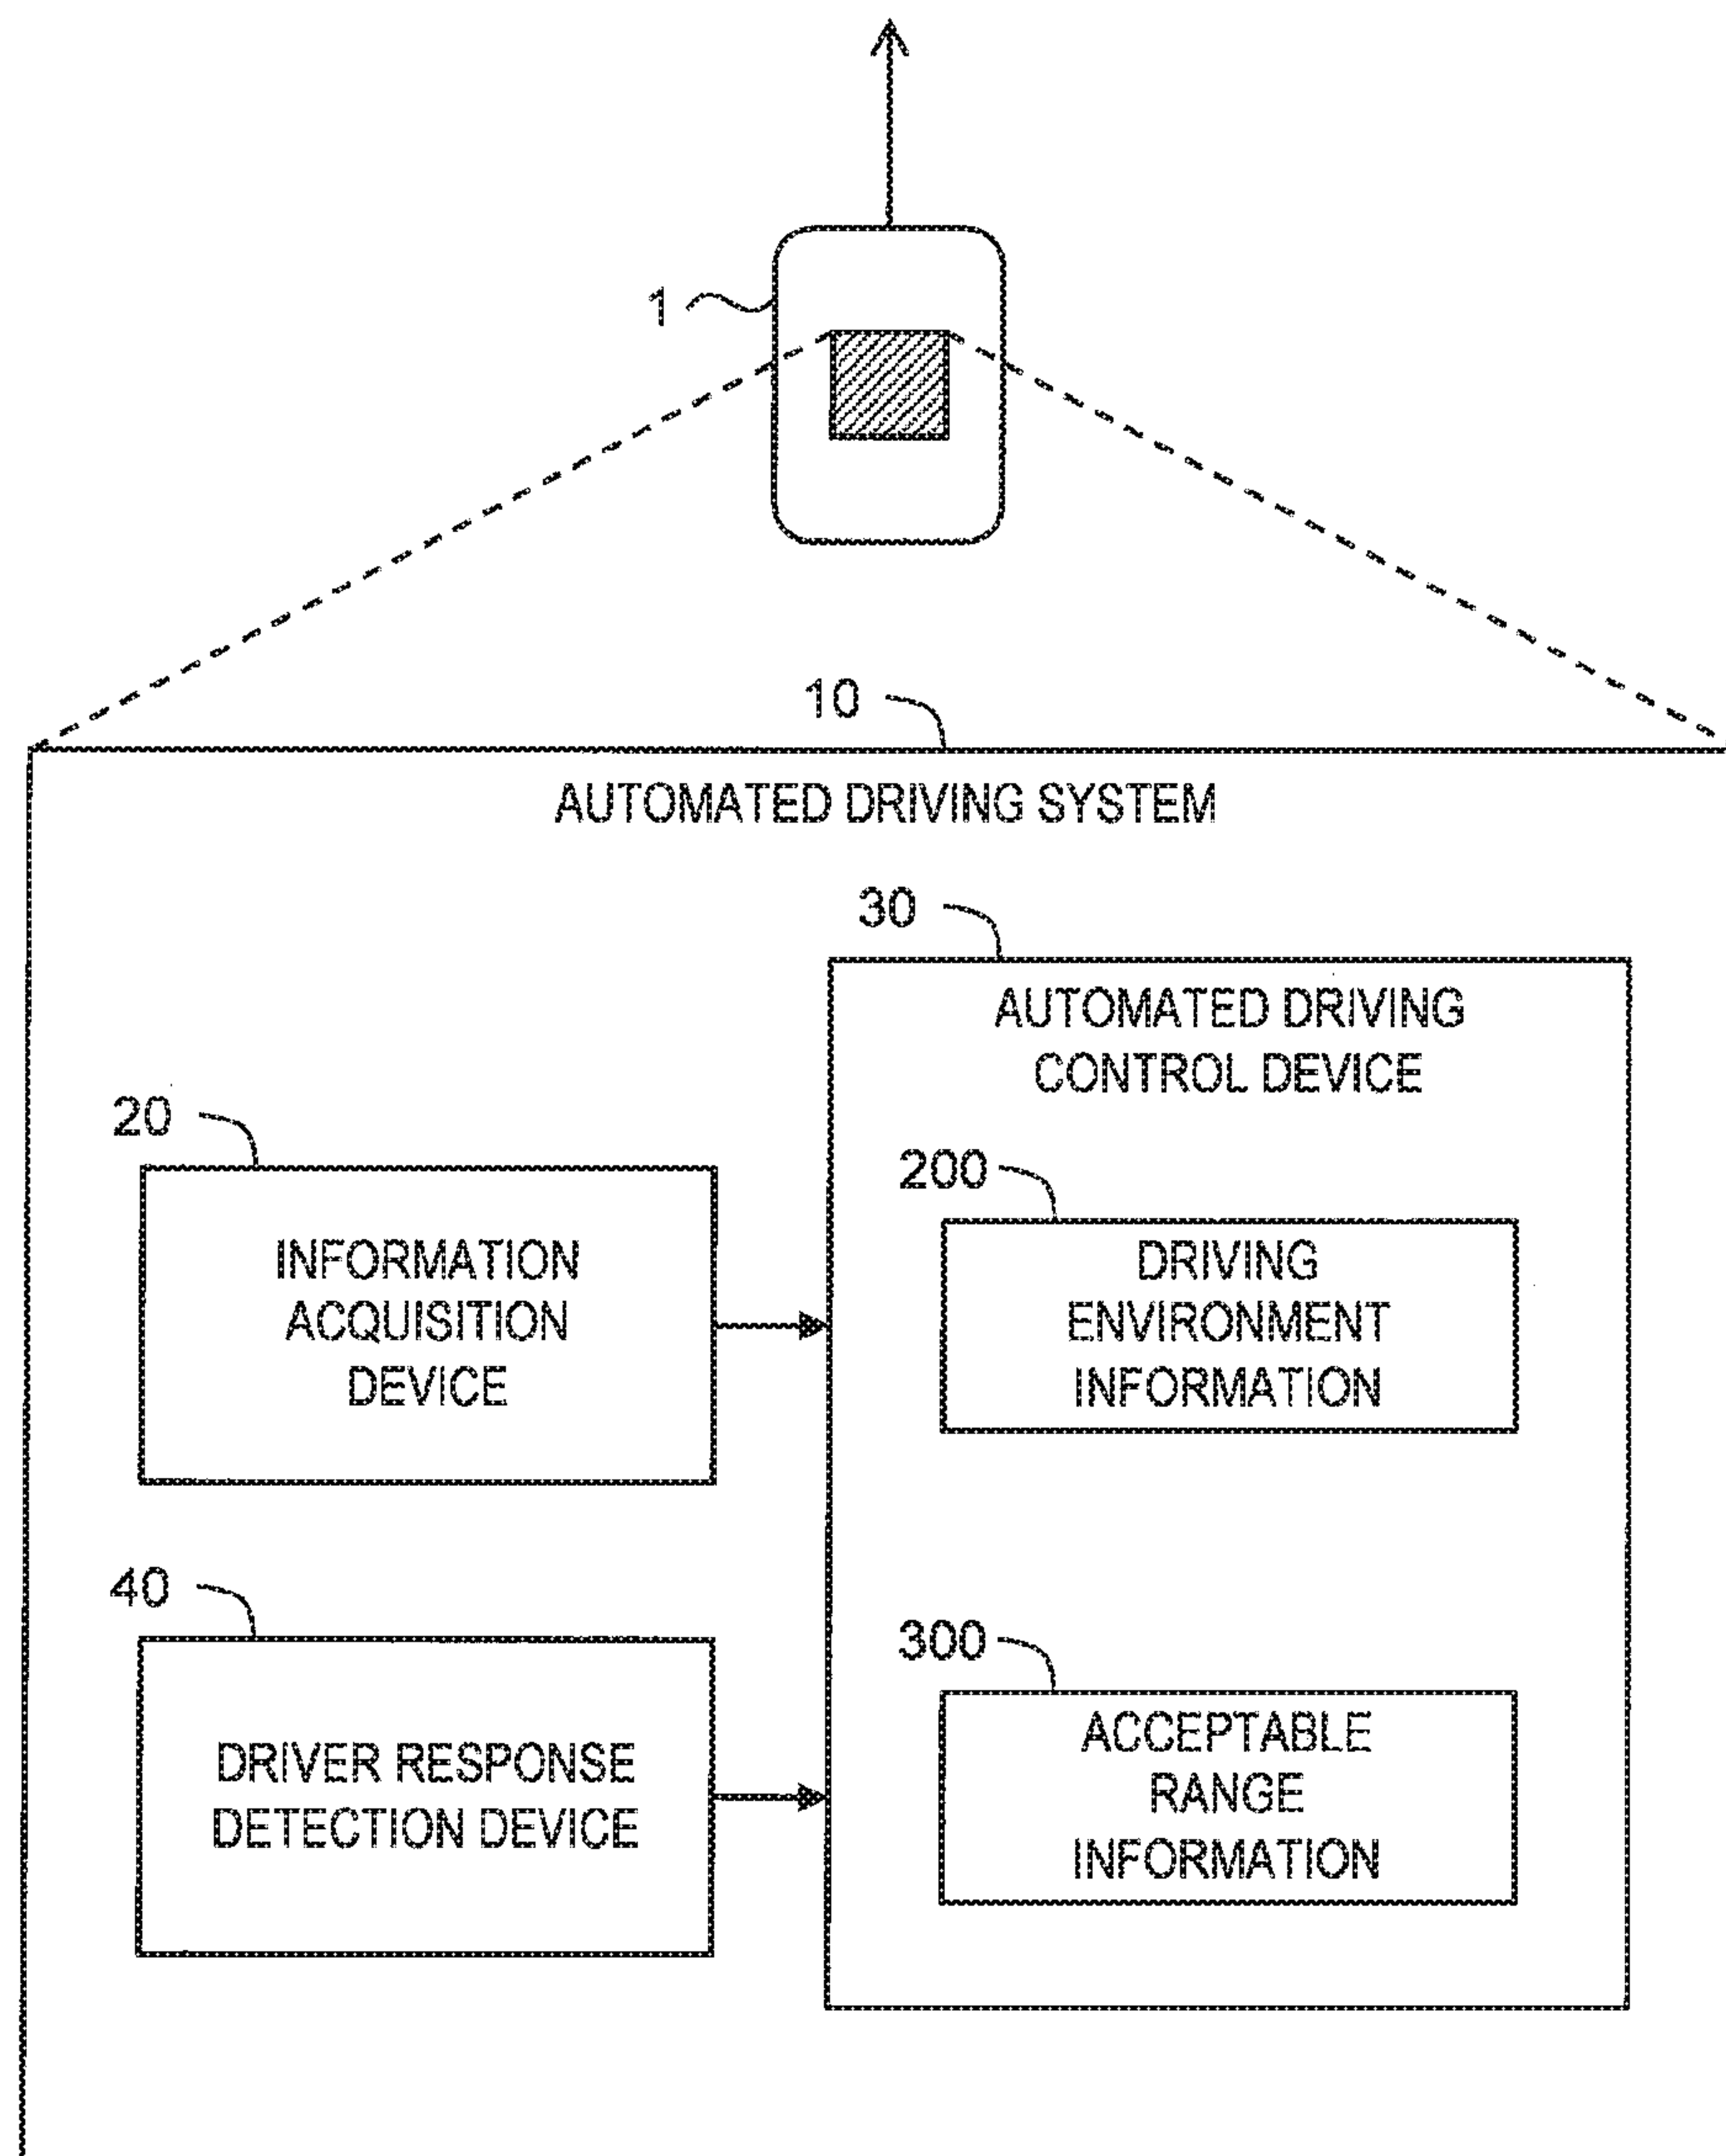 1
10
AUTOMATED DRIVING SYSTEM
30
AUTOMATED DRIVING
CONTROL DEVICE
20
INFORMATION
ACQUISITION
DEVICE
200
DRIVING
ENVIRONMENT
INFORMATION
40
DRIVER RESPONSE
DETECTION DEVICE
300
ACCEPTABLE
RANGE
INFORMATION